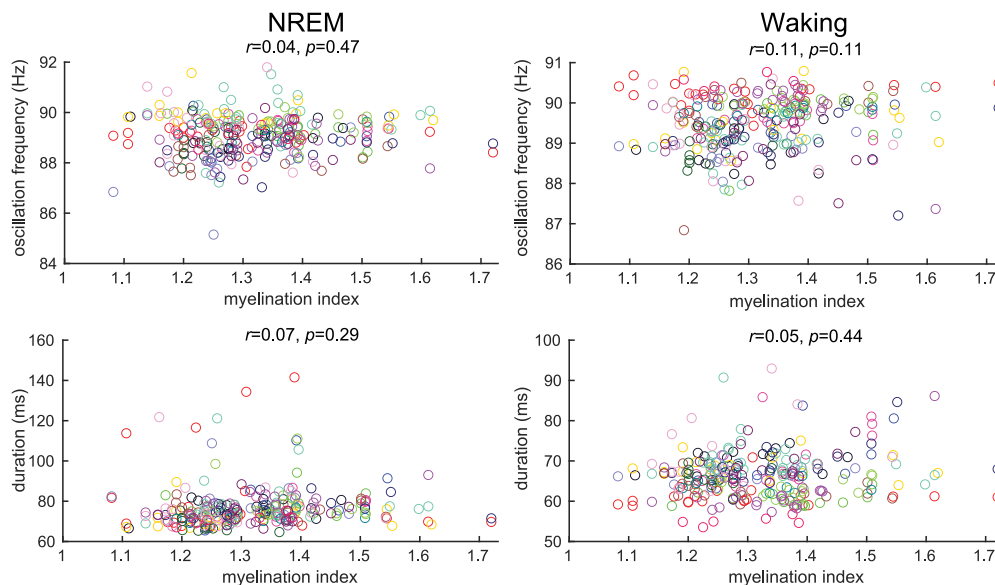 NREM
r=0.04, p=0.47
oscillation frequency (Hz)
92
90
88
86
84
1 1.1 1.2 1.3 1.4 1.5 1.6 1.7
myelination index
Waking
r=0.11, p=0.11
oscillation frequency (Hz)
91
90
89
88
87
86
1 1.1 1.2 1.3 1.4 1.5 1.6 1.7
myelination index
r=0.07, p=0.29
duration (ms)
160
140
120
100
80
60
1 1.1 1.2 1.3 1.4 1.5 1.6 1.7
myelination index
r=0.05, p=0.44
duration (ms)
100
90
80
70
60
50
1 1.1 1.2 1.3 1.4 1.5 1.6 1.7
myelination index